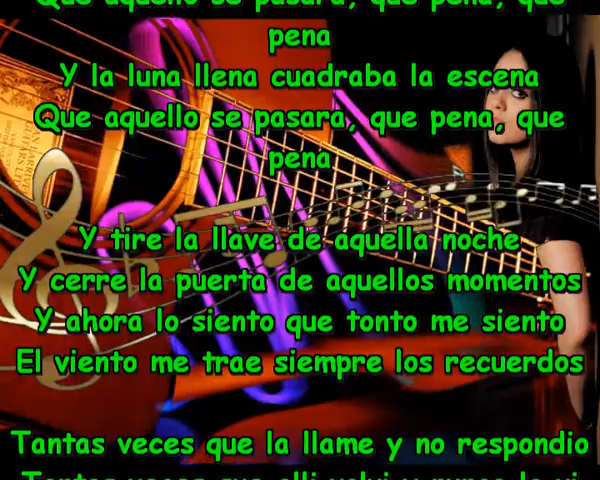 Que aquello se pasara, que pena, que
pena
Y la luna llena cuadraba la escena
Que aquello se pasara, que pena, que
pena
Y tire la llave de aquella noche
Y cerre la puerta de aquellos momentos
Y ahora lo siento que tonto me siento
El viento me trae siempre los recuerdos
Tantas veces que la llame y no respondio
Tantas veces que alli volvi y nunca la vi